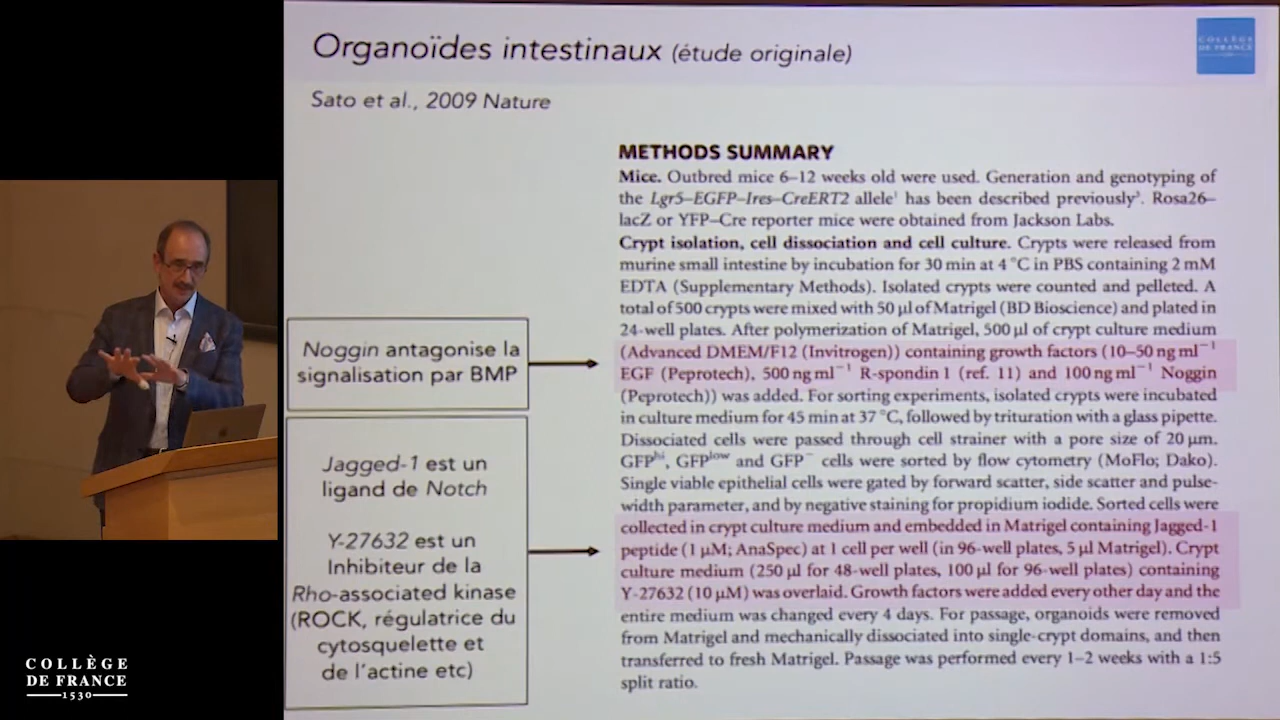 Organoïdes intestinaux (étude originale)
COLLÈGE
DE FRANCE
1530
Sato et al., 2009 Nature
METHODS SUMMARY
Mice. Outbred mice 6–12 weeks old were used. Generation and genotyping of
the Lgr5–EGFP–Ires–CreERT2 allele¹ has been described previously³. Rosa26–
lacZ or YFP–Cre reporter mice were obtained from Jackson Labs.
Crypt isolation, cell dissociation and cell culture. Crypts were released from
murine small intestine by incubation for 30 min at 4 °C in PBS containing 2 mM
EDTA (Supplementary Methods). Isolated crypts were counted and pelleted. A
total of 500 crypts were mixed with 50 μl of Matrigel (BD Bioscience) and plated in
24-well plates. After polymerization of Matrigel, 500 μl of crypt culture medium
(Advanced DMEM/F12 (Invitrogen)) containing growth factors (10–50 ng ml⁻¹
EGF (Peprotech), 500 ng ml⁻¹ R-spondin 1 (ref. 11) and 100 ng ml⁻¹ Noggin
(Peprotech)) was added. For sorting experiments, isolated crypts were incubated
in culture medium for 45 min at 37 °C, followed by trituration with a glass pipette.
Dissociated cells were passed through cell strainer with a pore size of 20 μm.
GFPʰⁱ, GFPˡᵒʷ and GFP⁻ cells were sorted by flow cytometry (MoFlo; Dako).
Single viable epithelial cells were gated by forward scatter, side scatter and pulse-
width parameter, and by negative staining for propidium iodide. Sorted cells were
collected in crypt culture medium and embedded in Matrigel containing Jagged-1
peptide (1 μM; AnaSpec) at 1 cell per well (in 96-well plates, 5 μl Matrigel). Crypt
culture medium (250 μl for 48-well plates, 100 μl for 96-well plates) containing
Y-27632 (10 μM) was overlaid. Growth factors were added every other day and the
entire medium was changed every 4 days. For passage, organoids were removed
from Matrigel and mechanically dissociated into single-crypt domains, and then
transferred to fresh Matrigel. Passage was performed every 1–2 weeks with a 1:5
split ratio.
Noggin antagonise la
signalisation par BMP
Jagged-1 est un
ligand de Notch
Y-27632 est un
Inhibiteur de la
Rho-associated kinase
(ROCK, régulatrice du
cytosquelette et
de l'actine etc)
COLLÈGE
DE FRANCE
1530